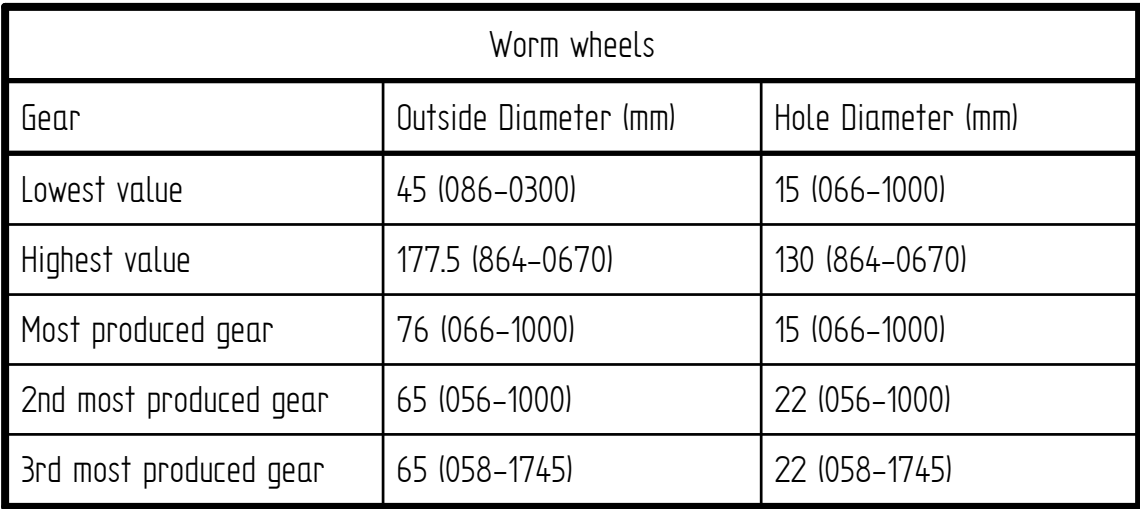 Worm wheels
Gear Outside Diameter (mm) Hole Diameter (mm)
Lowest value 45 (086-0300) 15 (066-1000)
Highest value 177.5 (864-0670) 130 (864-0670)
Most produced gear 76 (066-1000) 15 (066-1000)
2nd most produced gear 65 (056-1000) 22 (056-1000)
3rd most produced gear 65 (058-1745) 22 (058-1745)